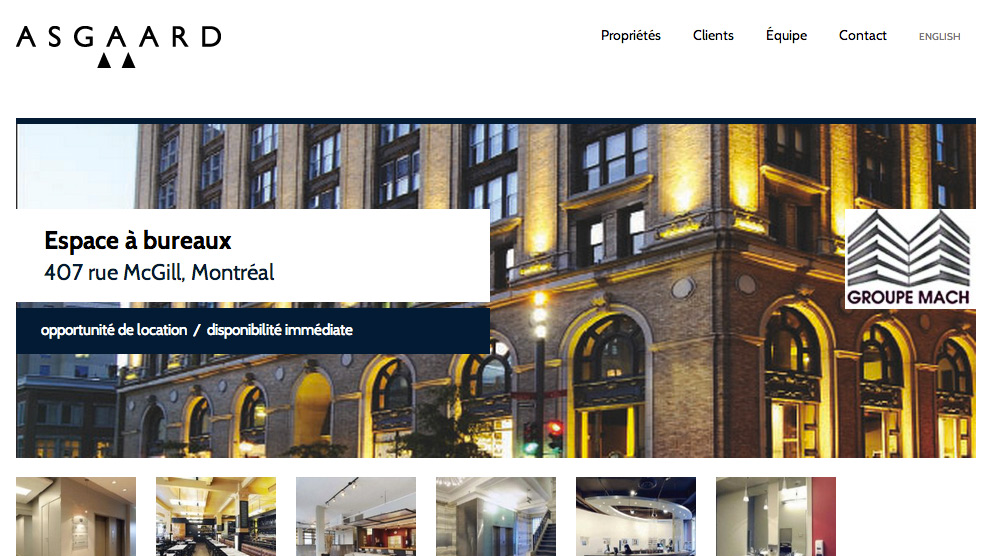 ASGAARD
Propriétés
Clients
Équipe
Contact
ENGLISH
Espace à bureaux
407 rue McGill, Montréal
opportunité de location / disponibilité immédiate
GROUPE MACH